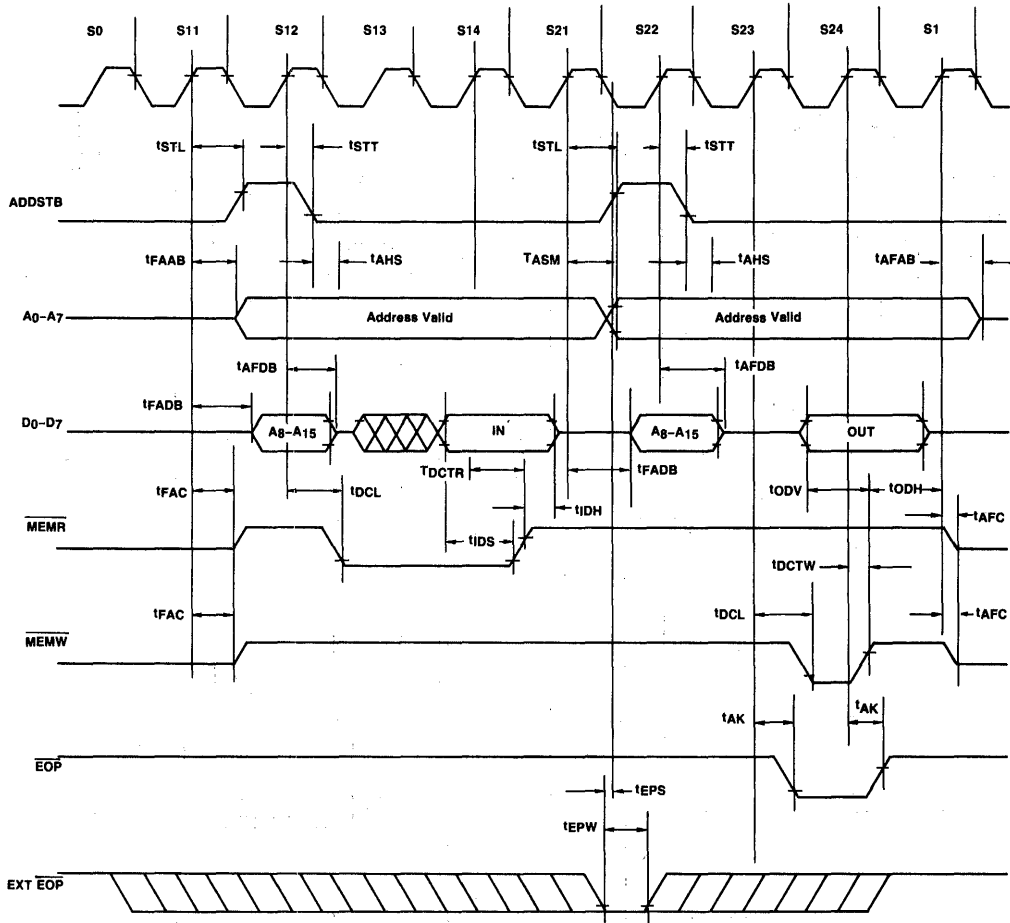 S0 S11 S12 S13 S14 S21 S22 S23 S24 S1
tSTL tSTT tSTL tSTT
ADDSTB
tFAAB tAHS TASM tAHS tAFAB
A0–A7 Address Valid Address Valid
tAFDB tAFDB
tFADB
D0–D7 A8–A15 IN A8–A15 OUT
TDCTR tFADB
tFAC tDCL tIDH tODV tODH
MEMR tIDS tAFC
tDCTW
tFAC tDCL tAFC
MEMW
tAK tAK
EOP
tEPS
tEPW
EXT EOP